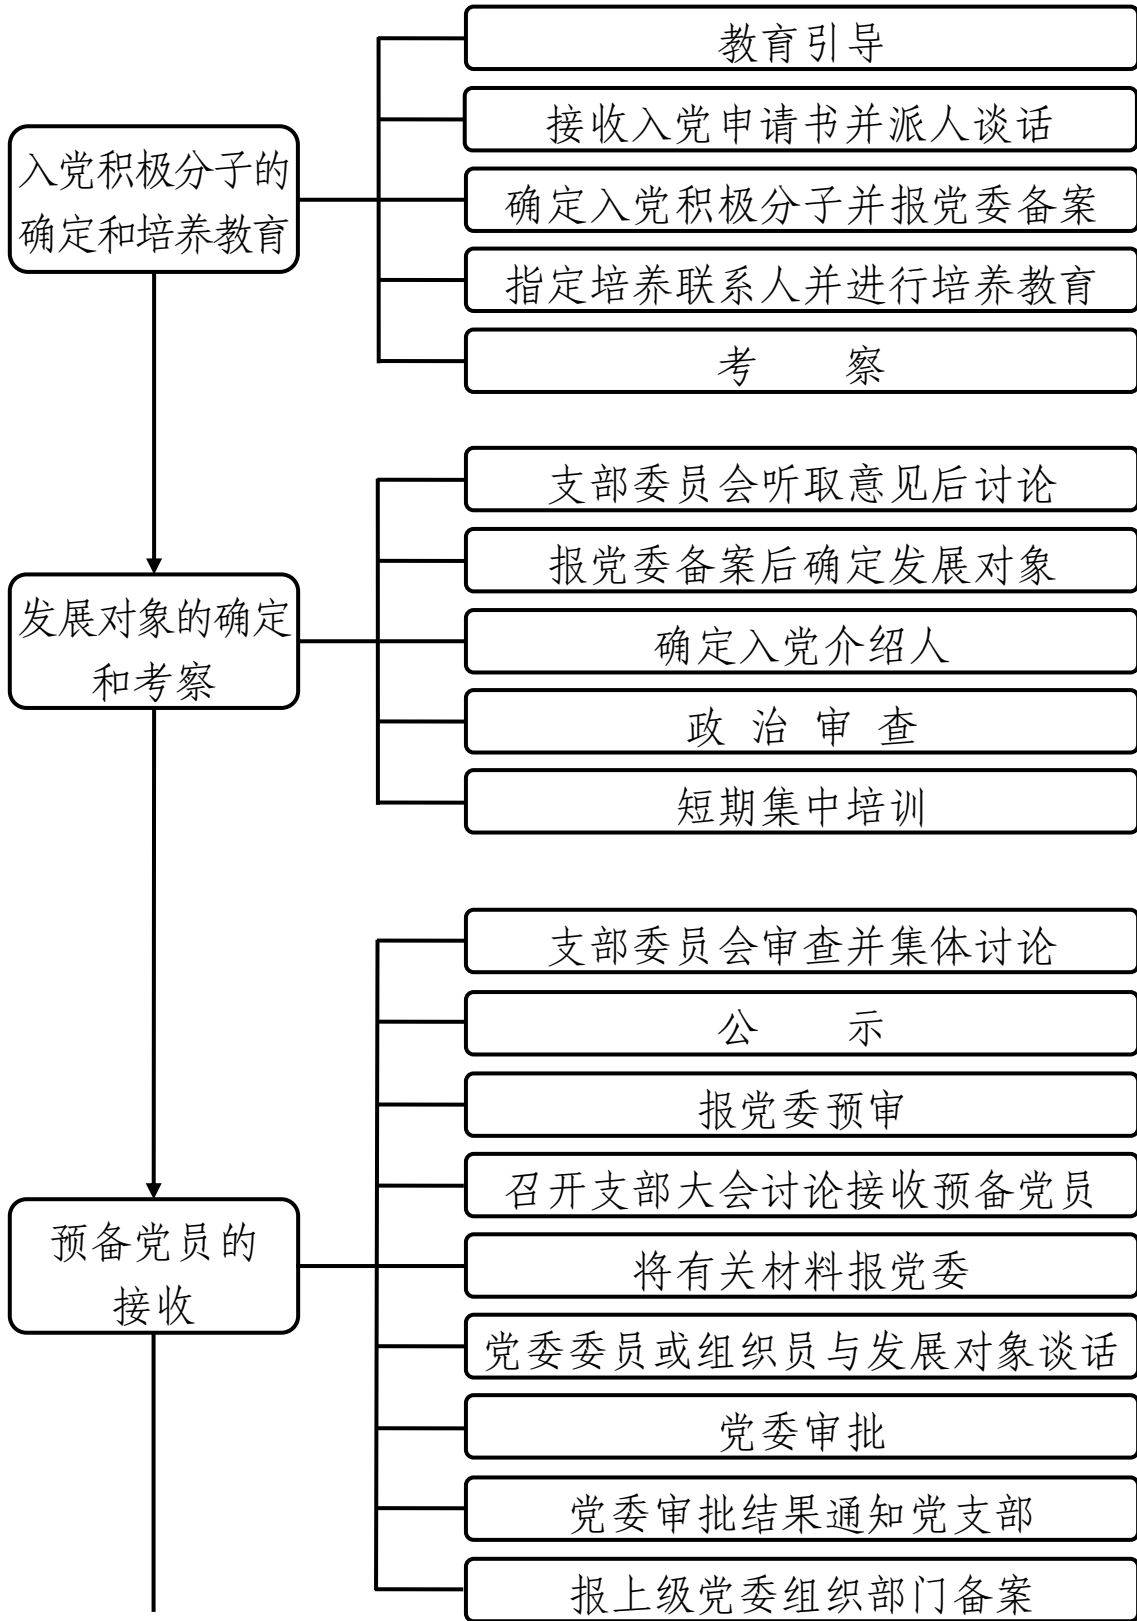 入党积极分子的
确定和培养教育
教育引导
接收入党申请书并派人谈话
确定入党积极分子并报党委备案
指定培养联系人并进行培养教育
考 察
发展对象的确定
和考察
支部委员会听取意见后讨论
报党委备案后确定发展对象
确定入党介绍人
政 治 审 查
短期集中培训
预备党员的
接收
支部委员会审查并集体讨论
公 示
报党委预审
召开支部大会讨论接收预备党员
将有关材料报党委
党委委员或组织员与发展对象谈话
党委审批
党委审批结果通知党支部
报上级党委组织部门备案